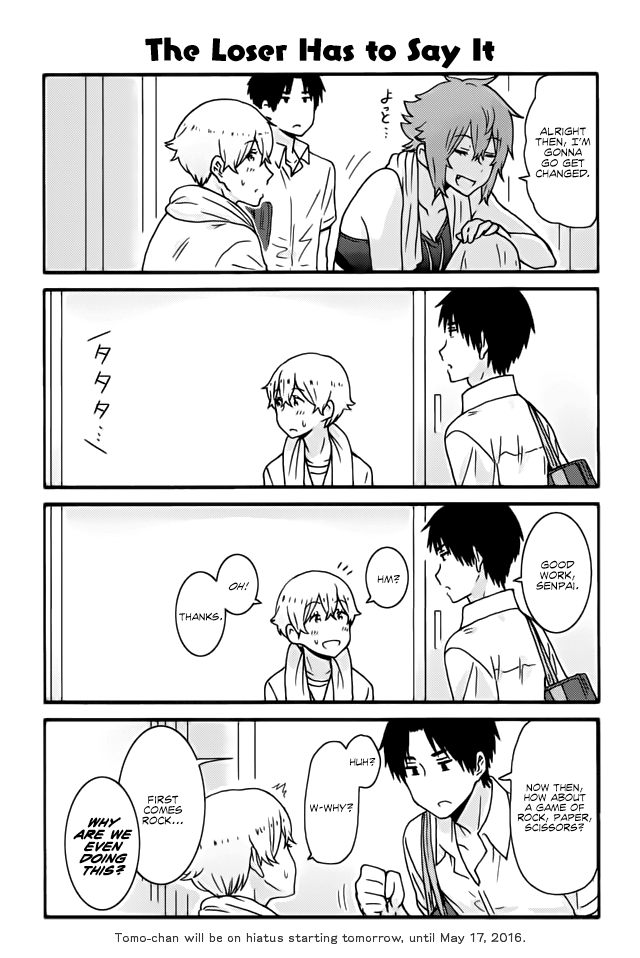 The Loser Has to Say It
ALRIGHT
THEN, I'M
GONNA
GO GET
CHANGED.
よっと…
タタタ…
GOOD
WORK,
SENPAI.
HM?
OH!
THANKS.
NOW THEN,
HOW ABOUT
A GAME OF
ROCK, PAPER,
SCISSORS?
HUH?
W-WHY?
FIRST
COMES
ROCK...
WHY
ARE WE
EVEN
DOING
THIS?
Tomo-chan will be on hiatus starting tomorrow, until May 17, 2016.